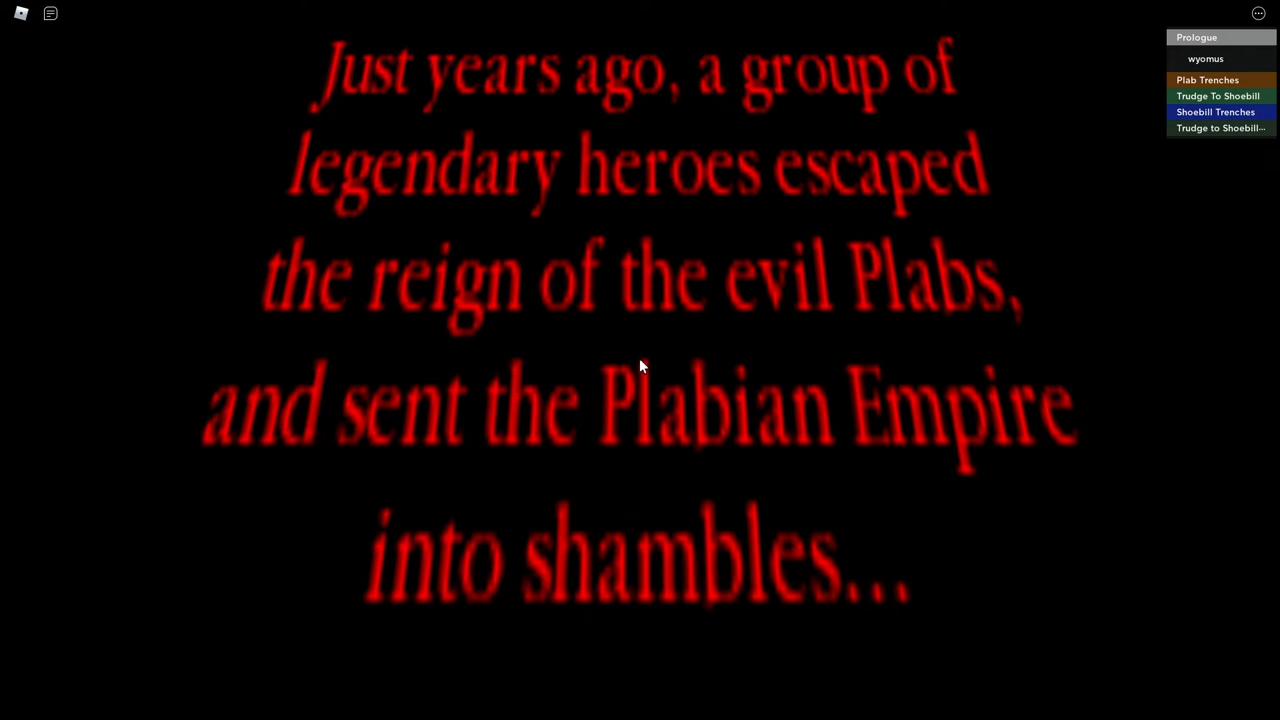 Just years ago, a group of
legendary heroes escaped
the reign of the evil Plabs,
and sent the Plabian Empire
into shambles...
Prologue
wyomus
Plab Trenches
Trudge To Shoebill
Shoebill Trenches
Trudge to Shoebill...